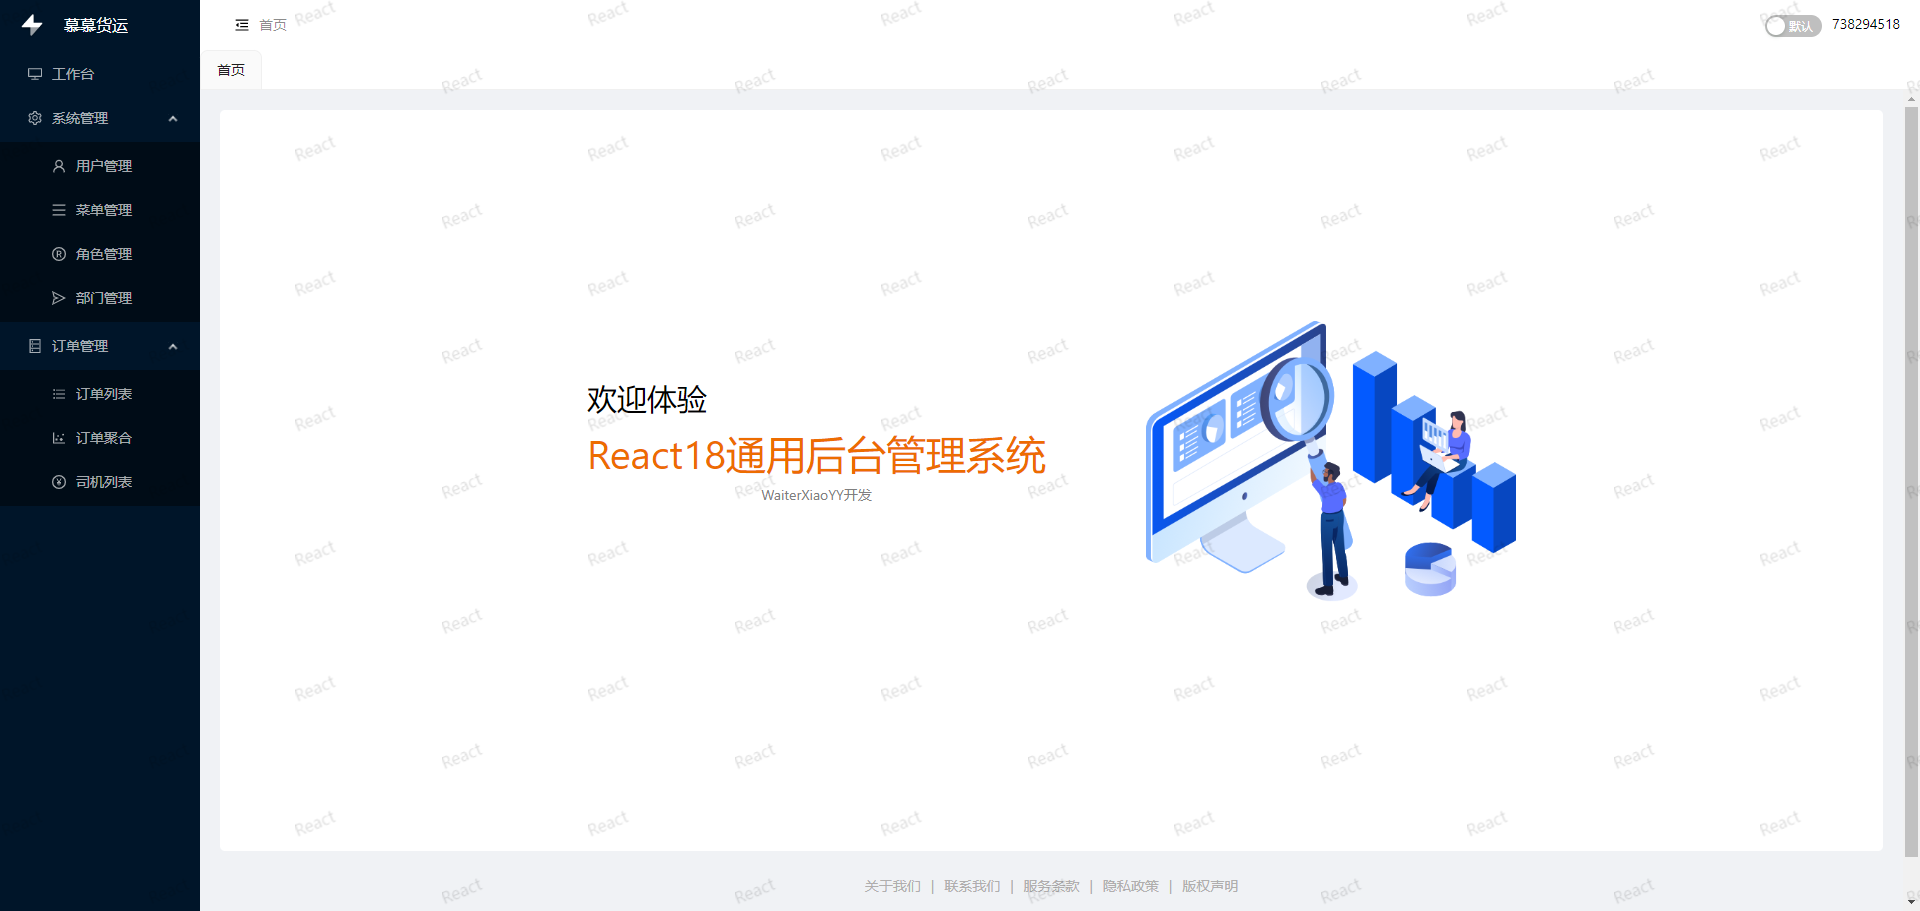 慕慕货运
首页
默认
738294518
首页
工作台
系统管理
用户管理
菜单管理
角色管理
部门管理
订单管理
订单列表
订单聚合
司机列表
欢迎体验
React18通用后台管理系统
WaiterXiaoYY开发
关于我们 | 联系我们 | 服务条款 | 隐私政策 | 版权声明
React